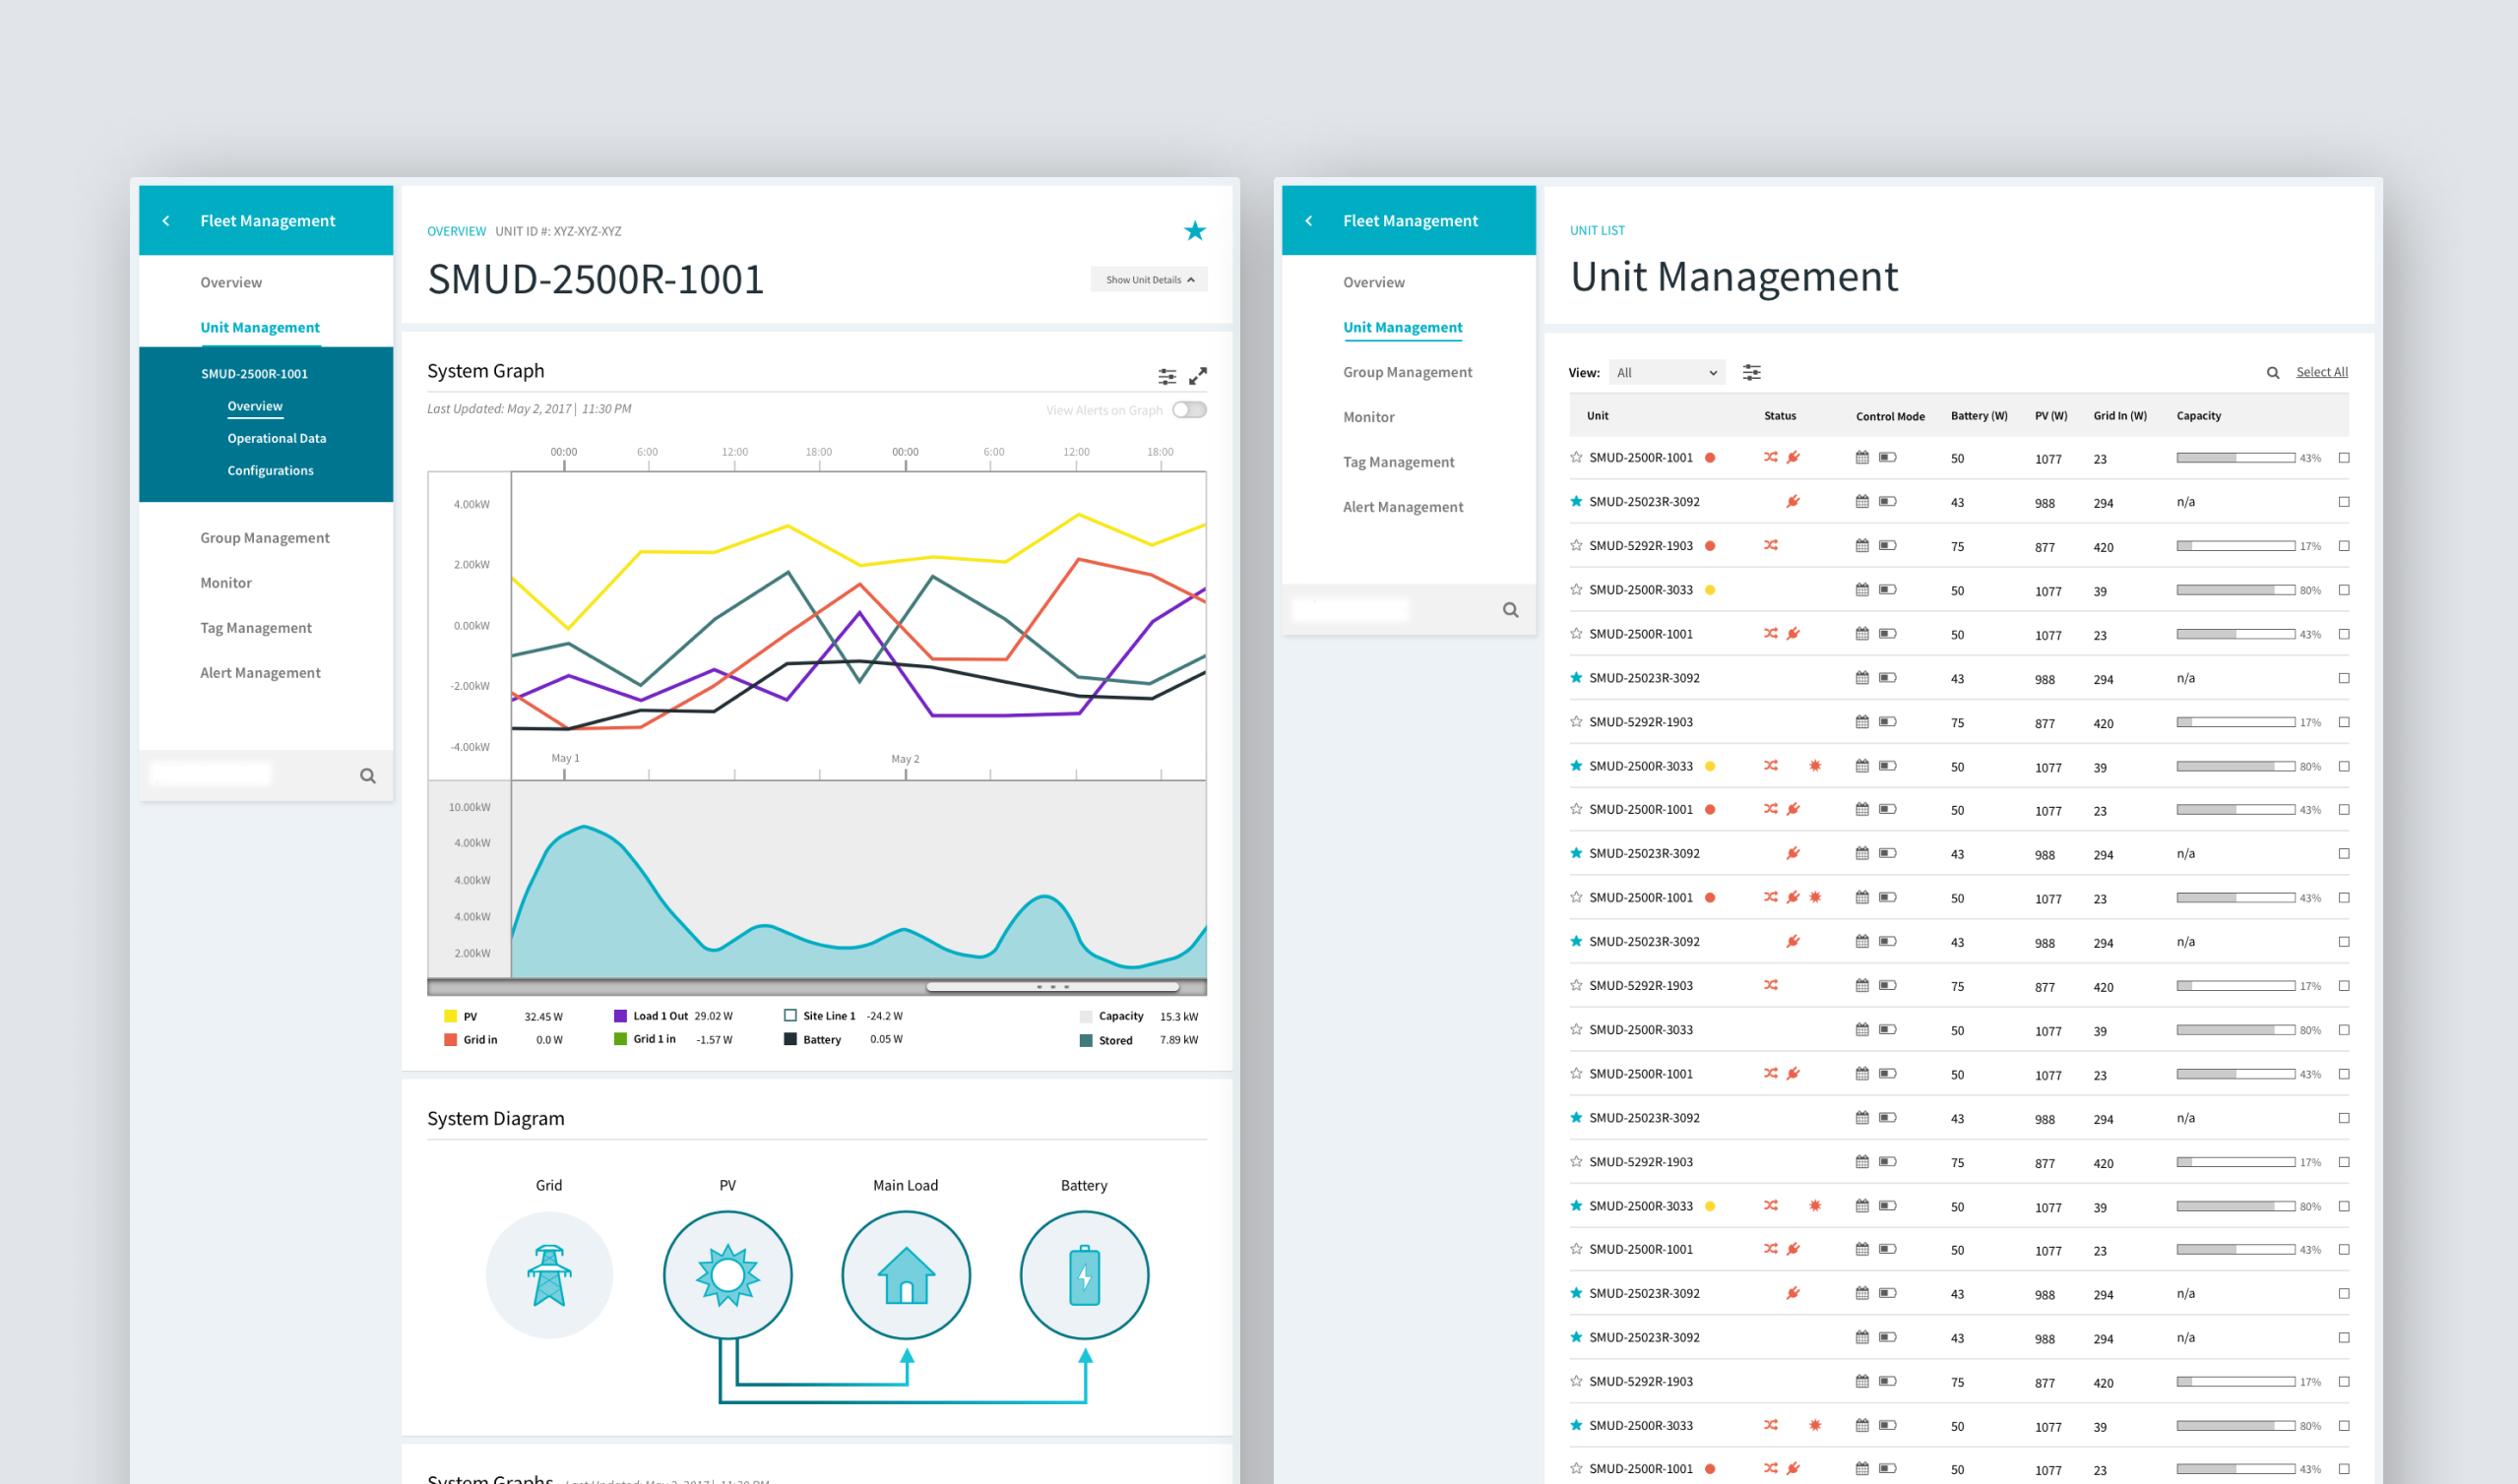 Fleet Management
Overview
Unit Management
SMUD-2500R-1001
Overview
Operational Data
Configurations
Group Management
Monitor
Tag Management
Alert Management
OVERVIEW UNIT ID #: XYZ-XYZ-XYZ
SMUD-2500R-1001
Show Unit Details
System Graph
Last Updated: May 2, 2017 | 11:30 PM
View Alerts on Graph
00:00 6:00 12:00 18:00 00:00 6:00 12:00 18:00
4.00kW
2.00kW
0.00kW
-2.00kW
-4.00kW
May 1 May 2
10.00kW
4.00kW
4.00kW
4.00kW
2.00kW
PV 32.45 W Load 1 Out 29.02 W Site Line 1 -24.2 W Capacity 15.3 kW
Grid in 0.0 W Grid 1 in -1.57 W Battery 0.05 W Stored 7.89 kW
System Diagram
Grid PV Main Load Battery
System Graphs Last Updated: May 2, 2017 | 11:30 PM
Fleet Management
Overview
Unit Management
Group Management
Monitor
Tag Management
Alert Management
UNIT LIST
Unit Management
View: All Select All
Unit Status Control Mode Battery (W) PV (W) Grid In (W) Capacity
SMUD-2500R-1001 50 1077 23 43%
SMUD-25023R-3092 43 988 294 n/a
SMUD-5292R-1903 75 877 420 17%
SMUD-2500R-3033 50 1077 39 80%
SMUD-2500R-1001 50 1077 23 43%
SMUD-25023R-3092 43 988 294 n/a
SMUD-5292R-1903 75 877 420 17%
SMUD-2500R-3033 50 1077 39 80%
SMUD-2500R-1001 50 1077 23 43%
SMUD-25023R-3092 43 988 294 n/a
SMUD-2500R-1001 50 1077 23 43%
SMUD-25023R-3092 43 988 294 n/a
SMUD-5292R-1903 75 877 420 17%
SMUD-2500R-3033 50 1077 39 80%
SMUD-2500R-1001 50 1077 23 43%
SMUD-25023R-3092 43 988 294 n/a
SMUD-5292R-1903 75 877 420 17%
SMUD-2500R-3033 50 1077 39 80%
SMUD-2500R-1001 50 1077 23 43%
SMUD-25023R-3092 43 988 294 n/a
SMUD-25023R-3092 43 988 294 n/a
SMUD-5292R-1903 75 877 420 17%
SMUD-2500R-3033 50 1077 39 80%
SMUD-2500R-1001 50 1077 23 43%